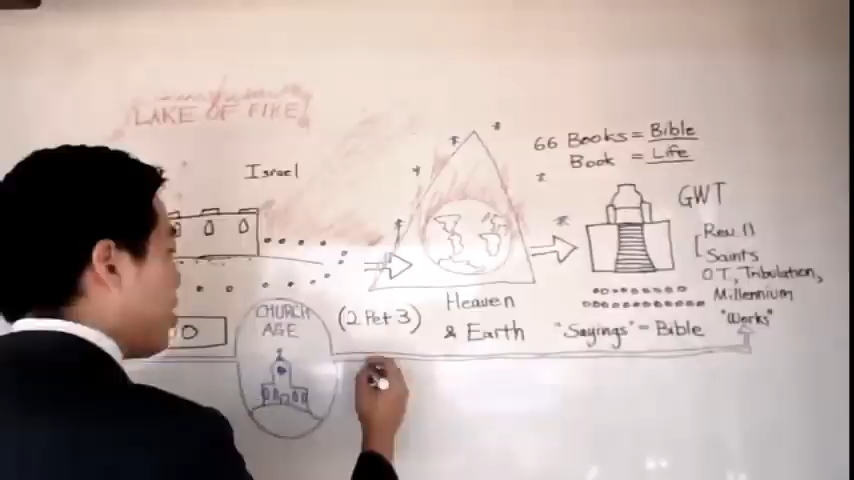 LAKE OF FIRE
Israel
66 Books = Bible
Book = Life
GWT
Rev. 11
Saints
OT, Tribulation,
Millennium
"Works"
CHURCH
AGE
(2 Pet 3)
Heaven
& Earth
"Sayings" = Bible